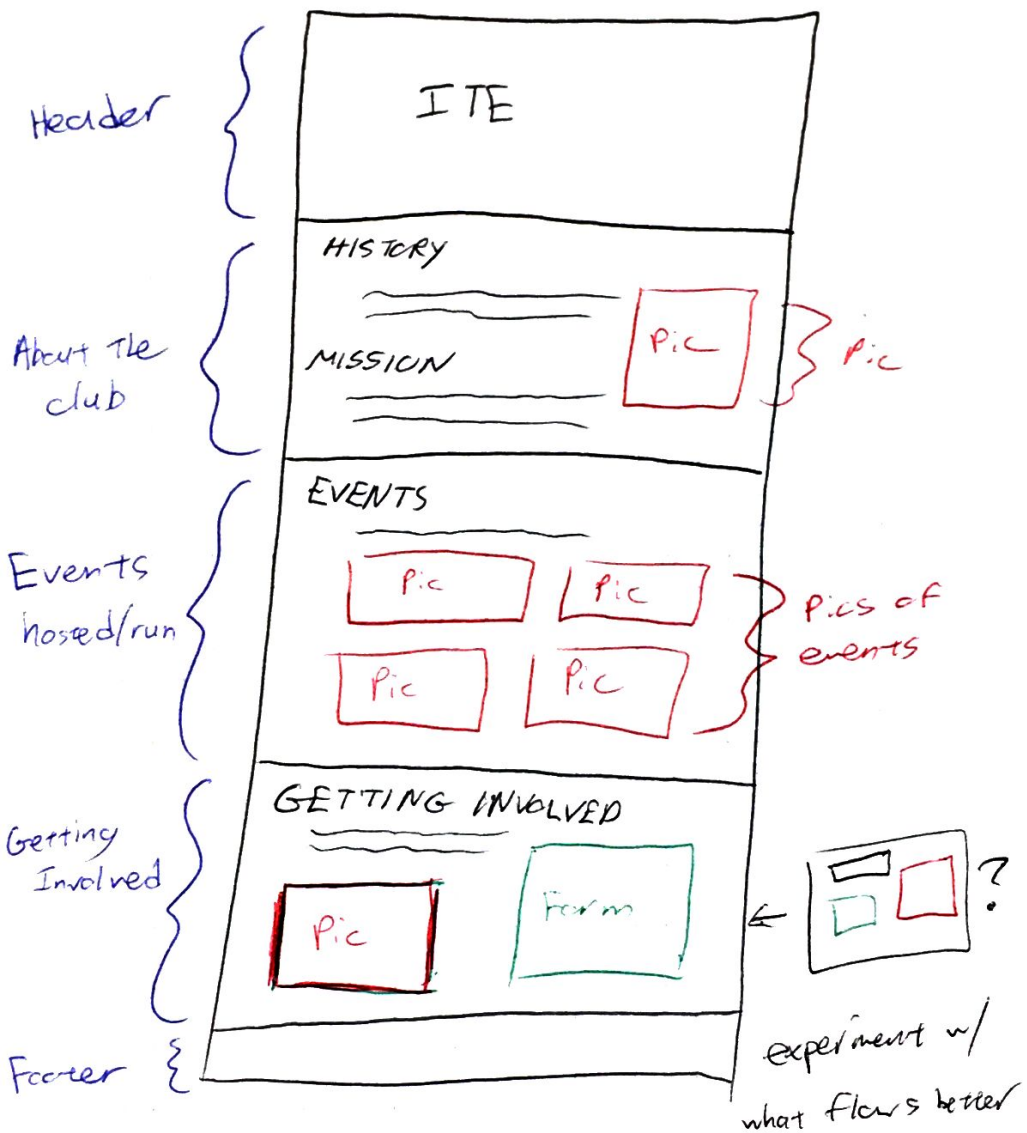 Header
ITE
HISTORY
Pic
Pic
MISSION
About the
club
EVENTS
Events
hosted/run
Pic
Pic
Pic
Pic
Pics of
events
GETTING INVOLVED
Getting
Involved
Pic
Form
?
experiment w/
what flows better
Footer